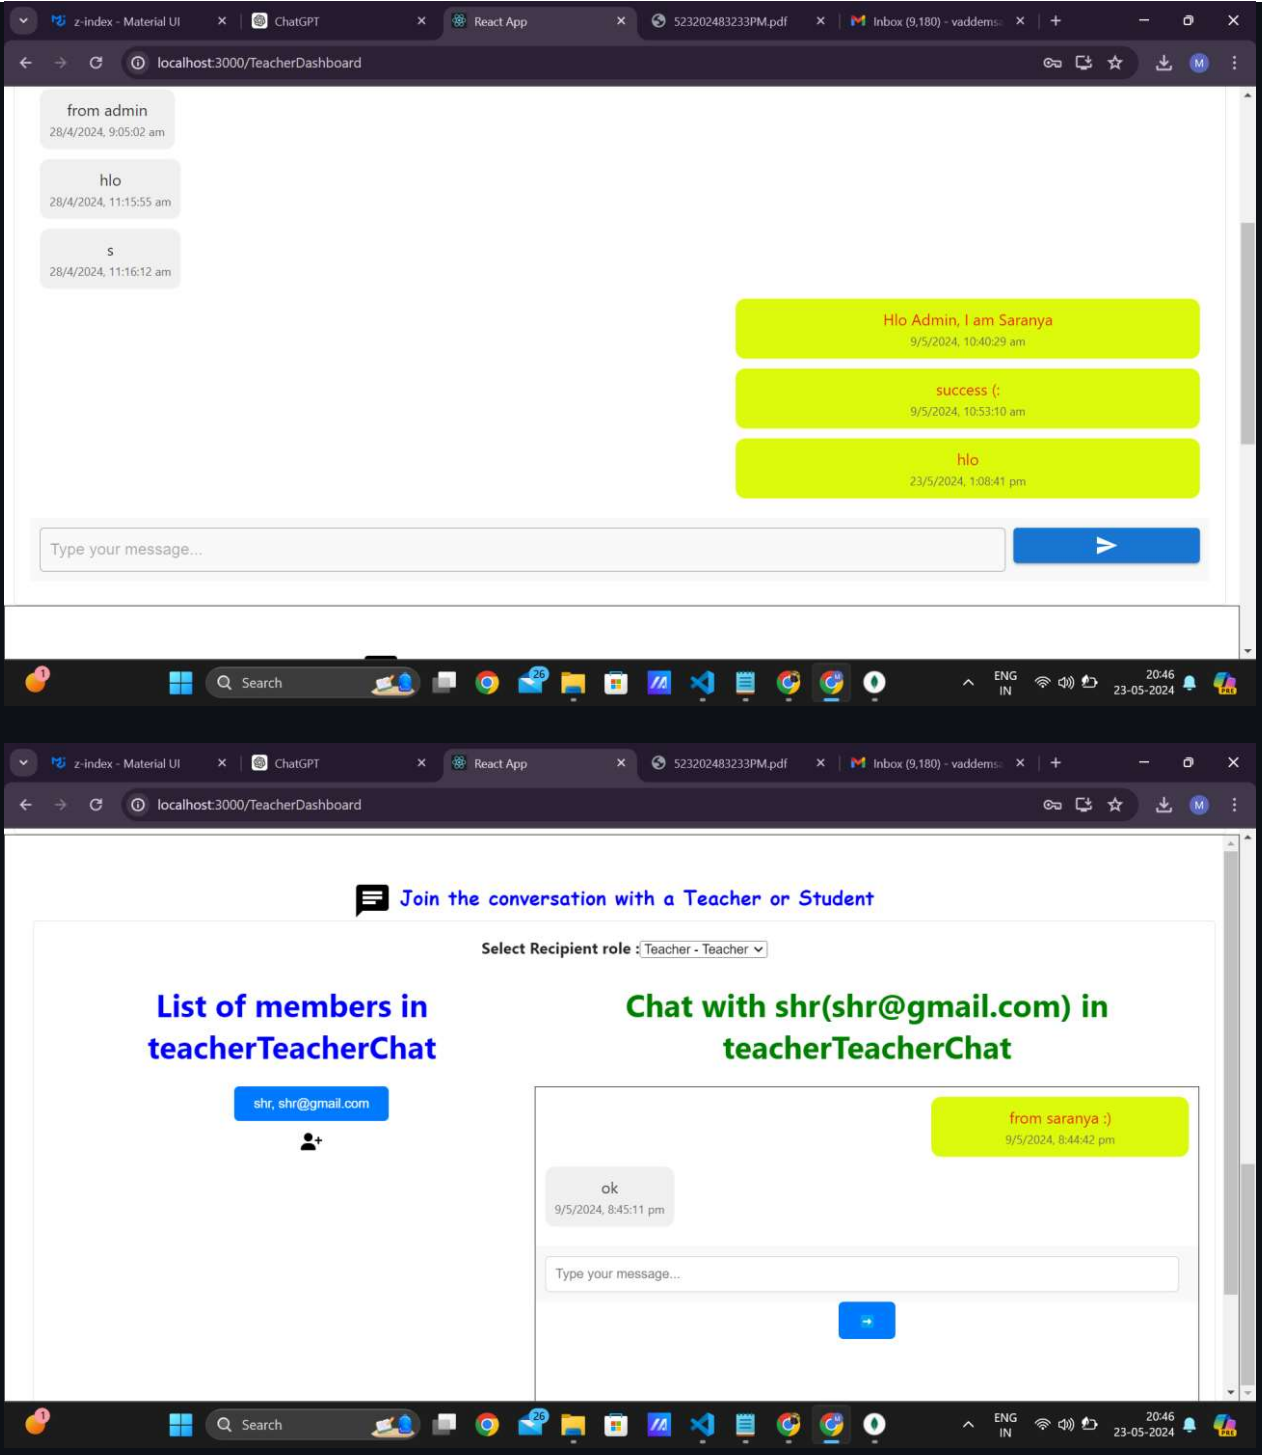 z-index - Material UI
ChatGPT
React App
523202483233PM.pdf
Inbox (9,180) - vaddems
localhost:3000/TeacherDashboard
M
from admin
28/4/2024, 9:05:02 am
hlo
28/4/2024, 11:15:55 am
s
28/4/2024, 11:16:12 am
Hlo Admin, I am Saranya
9/5/2024, 10:40:29 am
success (:
9/5/2024, 10:53:10 am
hlo
23/5/2024, 1:08:41 pm
Type your message...
1
Search
26
ENG
IN
20:46
23-05-2024
PRE
z-index - Material UI
ChatGPT
React App
523202483233PM.pdf
Inbox (9,180) - vaddems
localhost:3000/TeacherDashboard
M
Join the conversation with a Teacher or Student
Select Recipient role : Teacher - Teacher
List of members in
teacherTeacherChat
shr, shr@gmail.com
Chat with shr(shr@gmail.com) in
teacherTeacherChat
from saranya :)
9/5/2024, 8:44:42 pm
ok
9/5/2024, 8:45:11 pm
Type your message...
1
Search
26
ENG
IN
20:46
23-05-2024
PRE